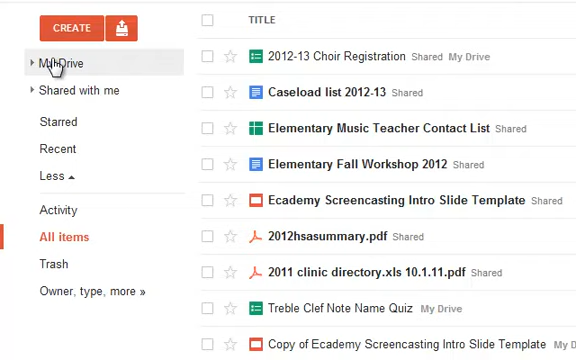 CREATE
My Drive
Shared with me
Starred
Recent
Less
Activity
All items
Trash
Owner, type, more »
TITLE
2012-13 Choir Registration Shared My Drive
Caseload list 2012-13 Shared
Elementary Music Teacher Contact List Shared
Elementary Fall Workshop 2012 Shared
Ecademy Screencasting Intro Slide Template Shared
2012hsasummary.pdf Shared
2011 clinic directory.xls 10.1.11.pdf Shared
Treble Clef Note Name Quiz My Drive
Copy of Ecademy Screencasting Intro Slide Template My D